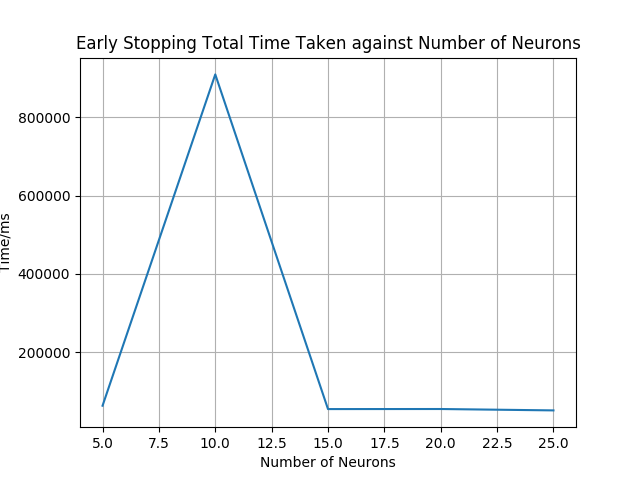 Early Stopping Total Time Taken against Number of Neurons
800000
600000
400000
200000
Time/ms
5.0 7.5 10.0 12.5 15.0 17.5 20.0 22.5 25.0
Number of Neurons